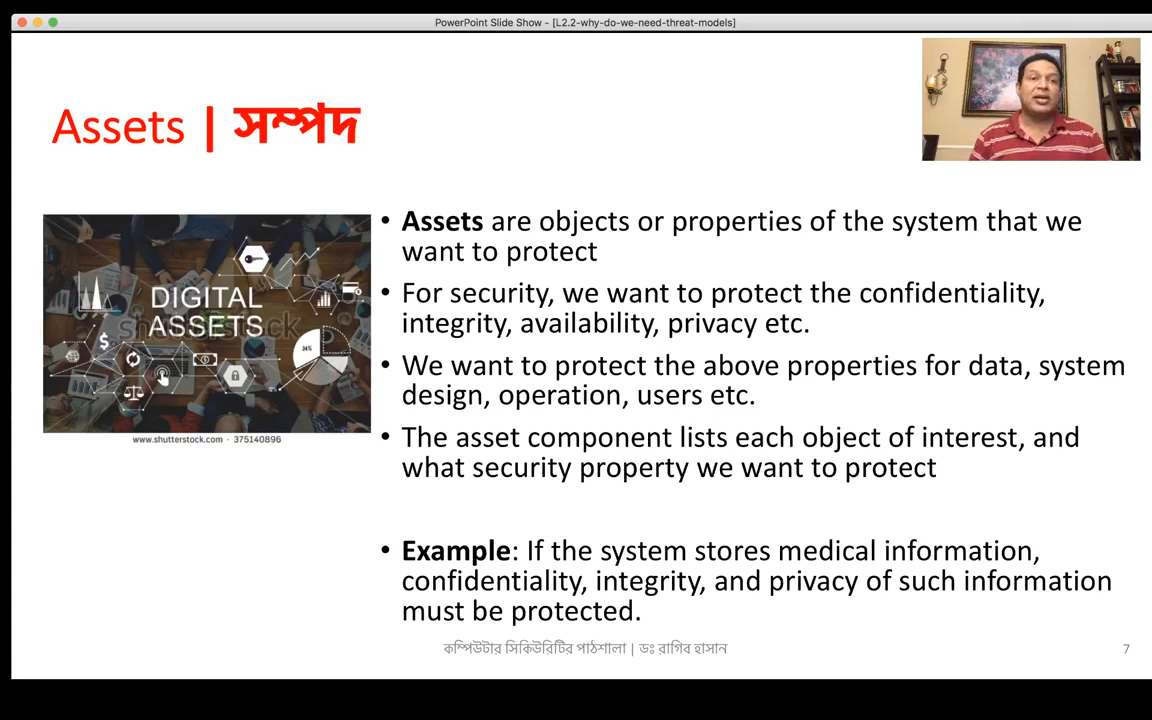 PowerPoint Slide Show - [L2.2-why-do-we-need-threat-models]
Assets | সম্পদ
DIGITAL
ASSETS
shutterstock
$
34%
www.shutterstock.com · 375140896
• Assets are objects or properties of the system that we
want to protect
• For security, we want to protect the confidentiality,
integrity, availability, privacy etc.
• We want to protect the above properties for data, system
design, operation, users etc.
• The asset component lists each object of interest, and
what security property we want to protect
• Example: If the system stores medical information,
confidentiality, integrity, and privacy of such information
must be protected.
কম্পিউটার সিকিউরিটির পাঠশালা | ডঃ রাগিব হাসান
7